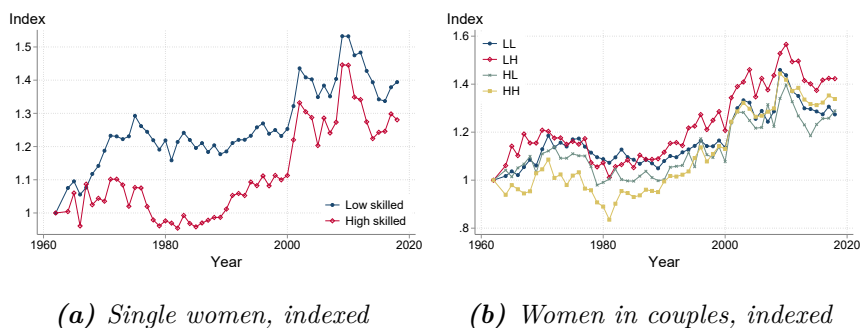 Index
1.5
1.4
1.3
1.2
1.1
1
1960
1980
2000
2020
Year
Low skilled
High skilled
(a) Single women, indexed
Index
1.6
1.4
1.2
1
.8
1960
1980
2000
2020
Year
LL
LH
HL
HH
(b) Women in couples, indexed